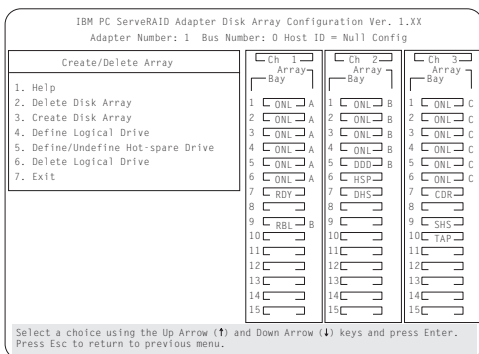 IBM PC ServeRAID Adapter Disk Array Configuration Ver. 1.XX
Adapter Number: 1 Bus Number: 0 Host ID = Null Config
Create/Delete Array
1. Help
2. Delete Disk Array
3. Create Disk Array
4. Define Logical Drive
5. Define/Undefine Hot-spare Drive
6. Delete Logical Drive
7. Exit
Ch 1
Array
Bay
1 ONL A
2 ONL A
3 ONL A
4 ONL A
5 ONL A
6 ONL A
7 RDY
8
9 RBL B
10
11
12
13
14
15
Ch 2
Array
Bay
1 ONL B
2 ONL B
3 ONL B
4 ONL B
5 DDD B
6 HSP
7 DHS
8
9
10
11
12
13
14
15
Ch 3
Array
Bay
1 ONL C
2 ONL C
3 ONL C
4 ONL C
5 ONL C
6 ONL C
7 CDR
8
9 SHS
10 TAP
11
12
13
14
15
Select a choice using the Up Arrow (↑) and Down Arrow (↓) keys and press Enter.
Press Esc to return to previous menu.